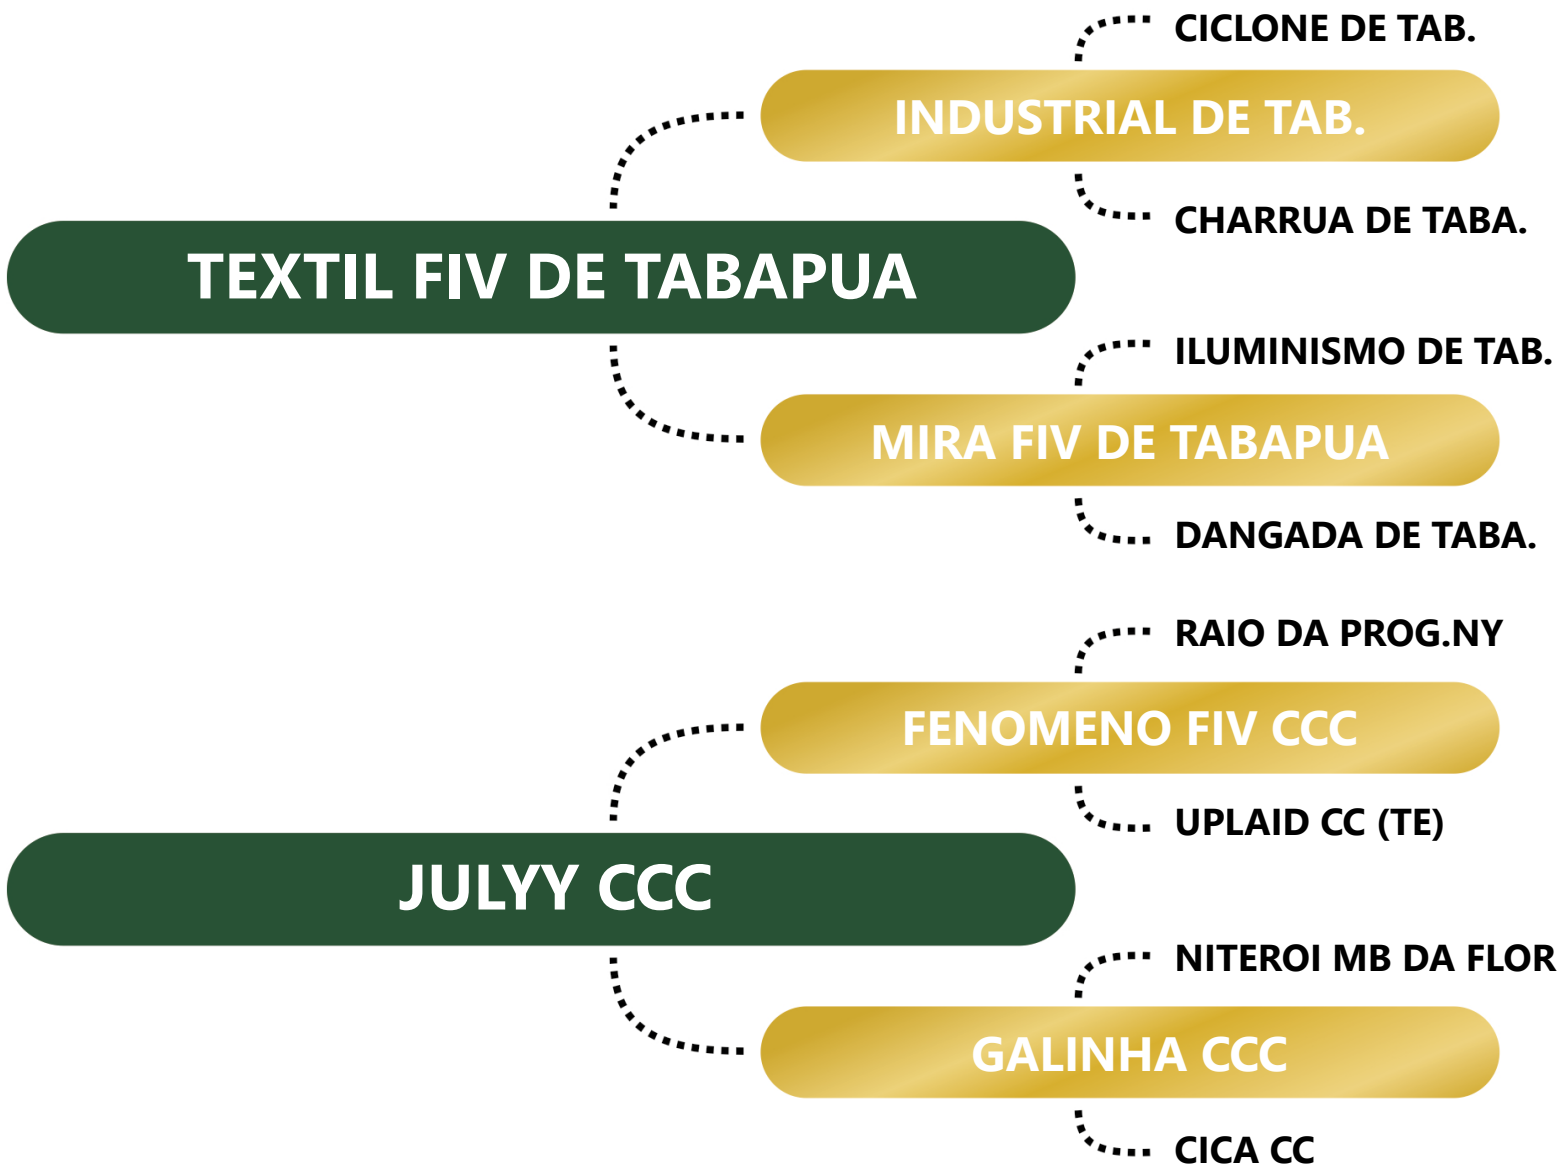 CICLONE DE TAB.
INDUSTRIAL DE TAB.
CHARRUA DE TABA.
TEXTIL FIV DE TABAPUA
ILUMINISMO DE TAB.
MIRA FIV DE TABAPUA
DANGADA DE TABA.
RAIO DA PROG.NY
FENOMENO FIV CCC
UPLAID CC (TE)
JULYY CCC
NITEROI MB DA FLOR
GALINHA CCC
CICA CC